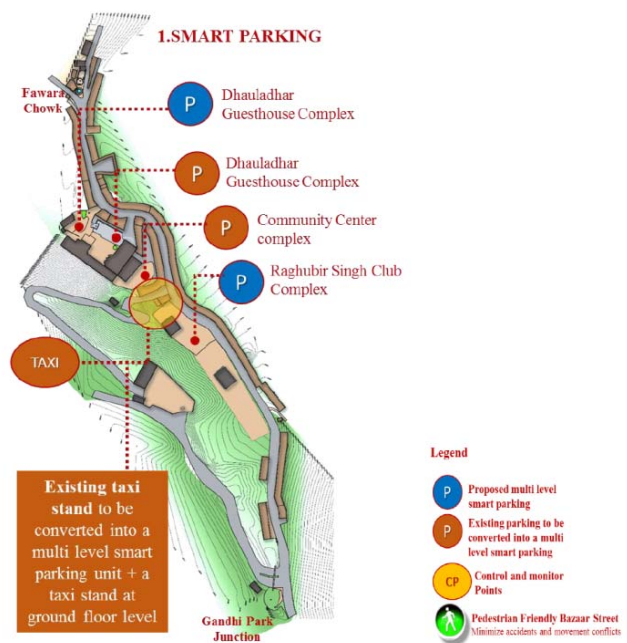 1.SMART PARKING
Fawara
Chowk
P
Dhauladhar
Guesthouse Complex
P
Dhauladhar
Guesthouse Complex
P
Community Center
complex
P
Raghubir Singh Club
Complex
TAXI
Existing taxi
stand to be
converted into a
multi level smart
parking unit + a
taxi stand at
ground floor level
Gandhi Park
Junction
Legend
P
Proposed multi level
smart parking
P
Existing parking to be
converted into a multi
level smart parking
CP
Control and monitor
Points
Pedestrian Friendly Bazaar Street
Minimize accidents and movement conflicts